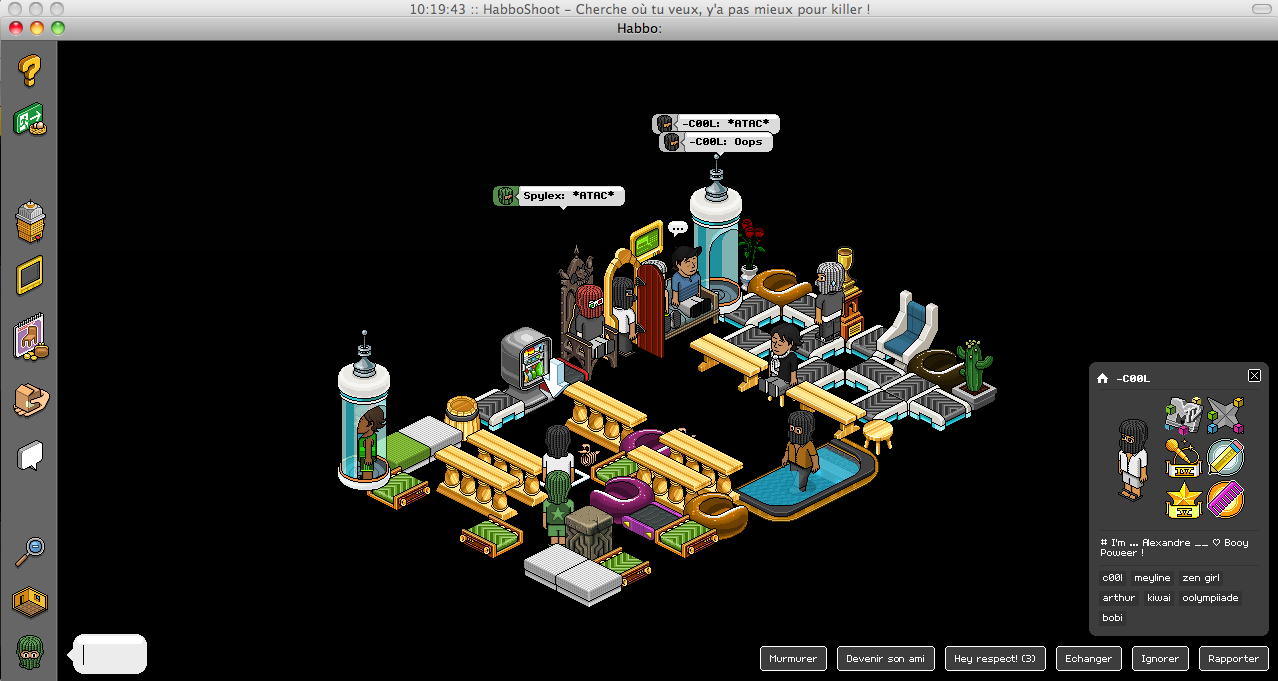 10:19:43 :: HabboShoot – Cherche où tu veux, y'a pas mieux pour killer !
Habbo:
-C00L: *ATAC*
-C00L: Oops
Spylex: *ATAC*
...
-C00L
# I'm ... Alexandre __ ♡ Booy
Poweer !
c00l meyline zen girl
arthur kiwai oolympiiade
bobi
Murmurer Devenir son ami Hey respect! (3) Echanger Ignorer Rapporter